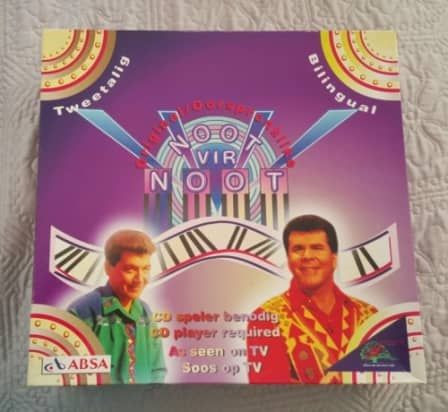 Tweetalig
Bilingual
Original/Oorspronklike
NOOT
VIR
NOOT
CD speler benodig
CD player required
As seen on TV
Soos op TV
ABSA